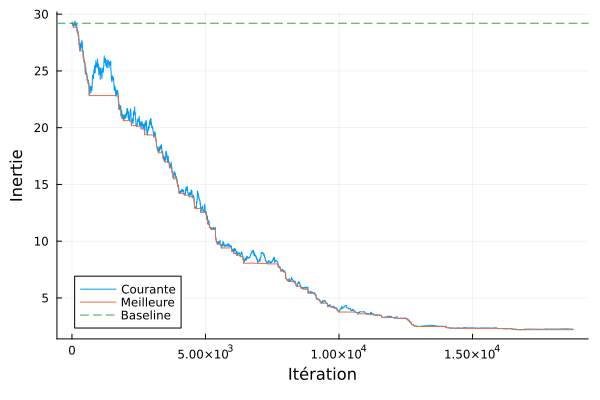 30
25
20
15
10
5
Inertie
Courante
Meilleure
Baseline
0
5.00×10³
1.00×10⁴
1.50×10⁴
Itération